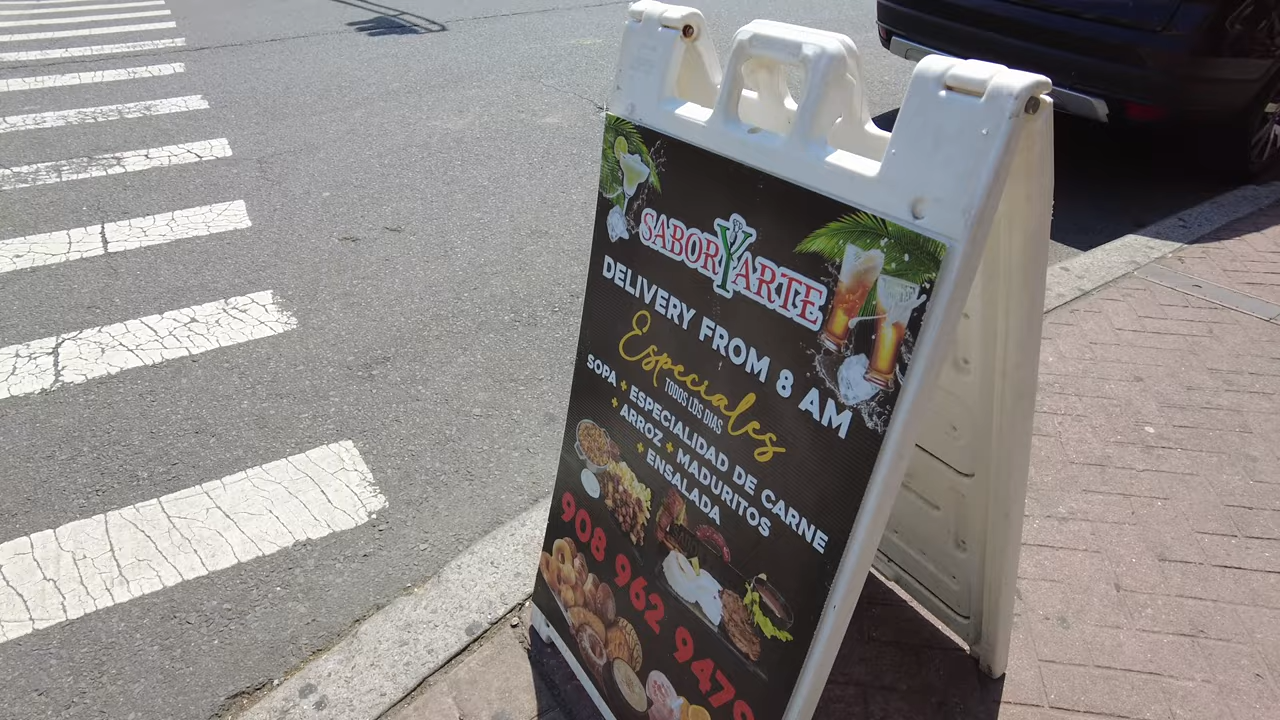 SABOR Y ARTE
DELIVERY FROM 8 AM
Especiales
TODOS LOS DIAS
SOPA + ESPECIALIDAD DE CARNE
+ ARROZ + MADURITOS
+ ENSALADA
908 962